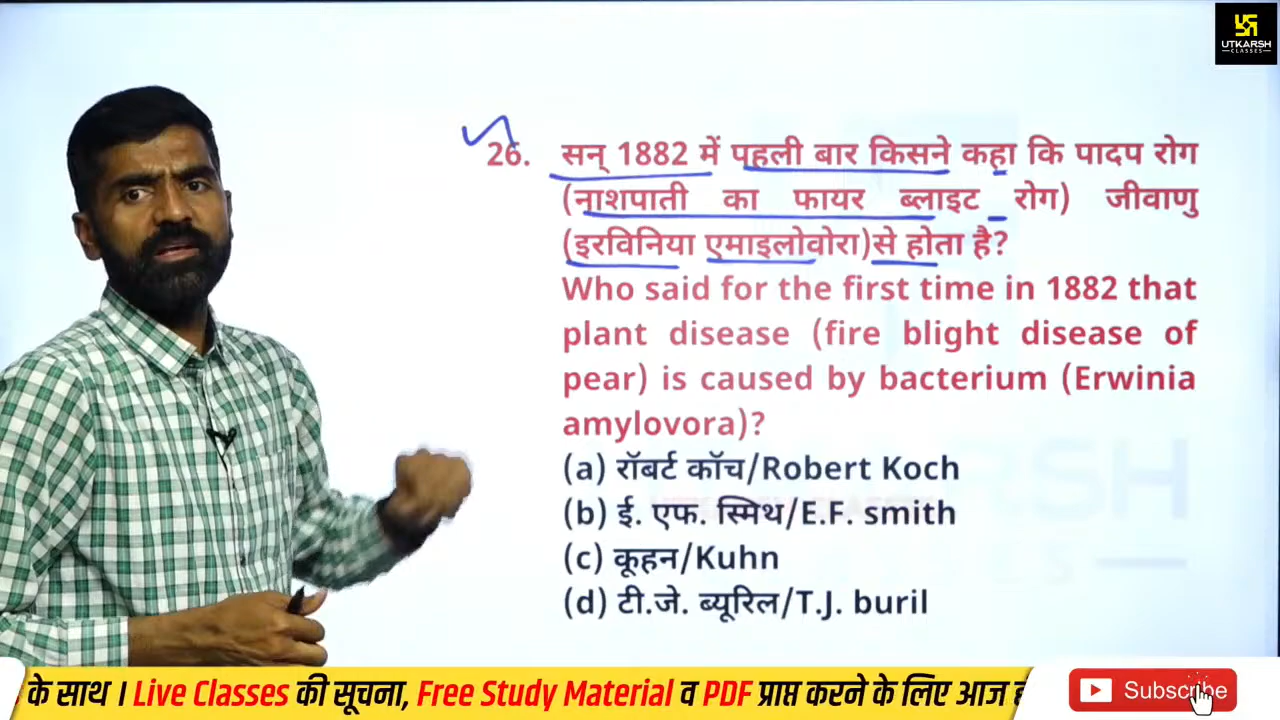 UTKARSH
CLASSES
26. सन् 1882 में पहली बार किसने कहा कि पादप रोग
(नाशपाती का फायर ब्लाइट रोग) जीवाणु
(इरविनिया एमाइलोवोरा)से होता है?
Who said for the first time in 1882 that
plant disease (fire blight disease of
pear) is caused by bacterium (Erwinia
amylovora)?
(a) रॉबर्ट कॉच/Robert Koch
(b) ई. एफ. स्मिथ/E.F. smith
(c) कूहन/Kuhn
(d) टी.जे. ब्यूरिल/T.J. buril
के साथ । Live Classes की सूचना, Free Study Material व PDF प्राप्त करने के लिए आज
Subscribe